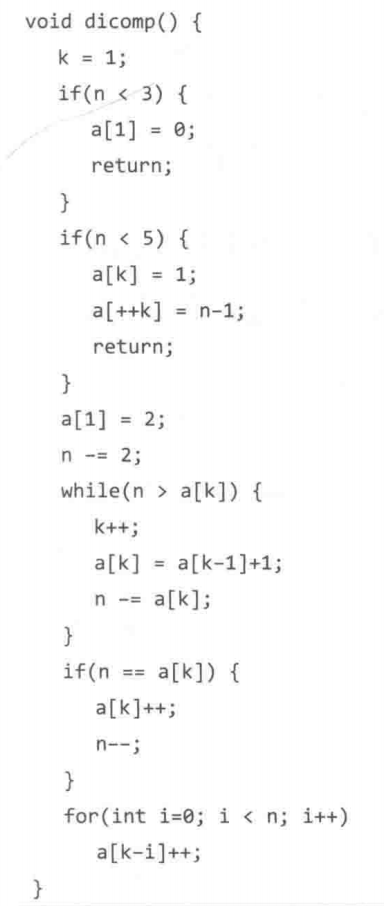 void dicomp() {
k = 1;
if(n < 3) {
a[1] = 0;
return;
}
if(n < 5) {
a[k] = 1;
a[++k] = n-1;
return;
}
a[1] = 2;
n -= 2;
while(n > a[k]) {
k++;
a[k] = a[k-1]+1;
n -= a[k];
}
if(n == a[k]) {
a[k]++;
n--;
}
for(int i=0; i < n; i++)
a[k-i]++;
}